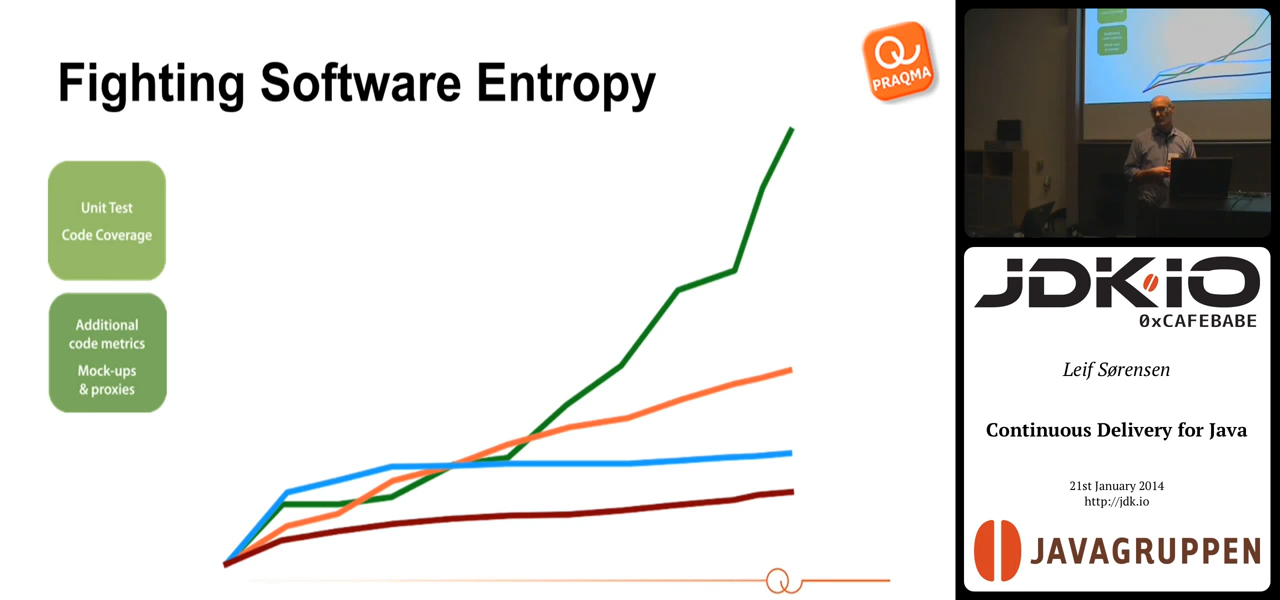 Fighting Software Entropy
PRAQMA
Unit Test
Code Coverage
Additional
code metrics
Mock-ups
& proxies
JDK.iO
0xCAFEBABE
Leif Sørensen
Continuous Delivery for Java
21st January 2014
http://jdk.io
JAVAGRUPPEN